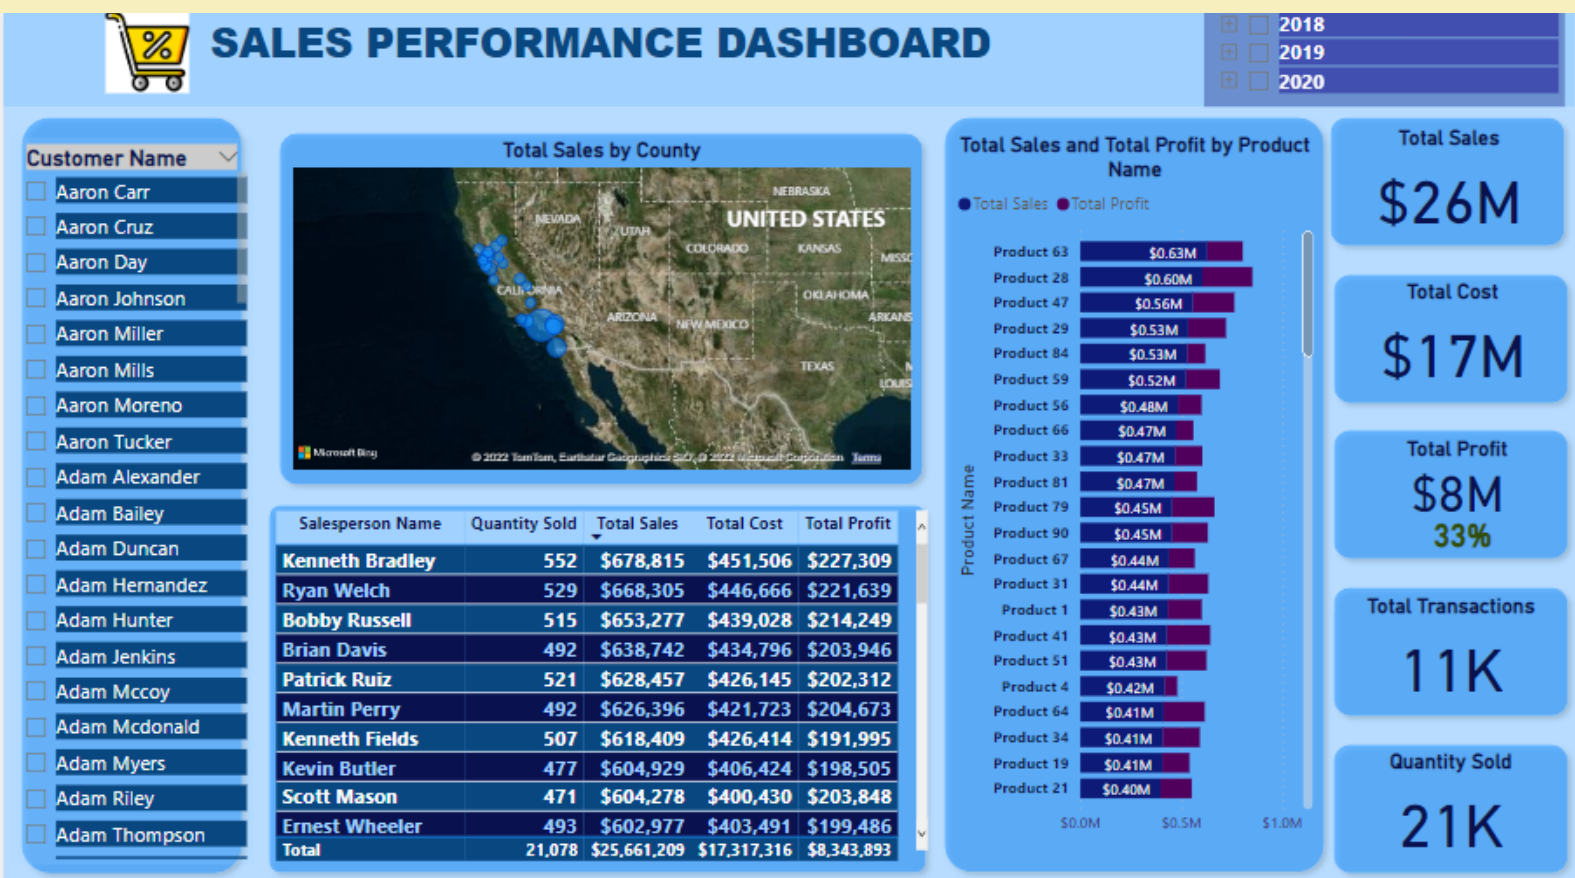 %
SALES PERFORMANCE DASHBOARD
2018
2019
2020
Customer Name
Aaron Carr
Aaron Cruz
Aaron Day
Aaron Johnson
Aaron Miller
Aaron Mills
Aaron Moreno
Aaron Tucker
Adam Alexander
Adam Bailey
Adam Duncan
Adam Hernandez
Adam Hunter
Adam Jenkins
Adam Mccoy
Adam Mcdonald
Adam Myers
Adam Riley
Adam Thompson
Total Sales by County
NEBRASKA
NEVADA
UNITED STATES
UTAH
COLORADO
KANSAS
MISSC
CALIFORNIA
OKLAHOMA
ARIZONA
NEW MEXICO
ARKANS
TEXAS
LOUIS
Microsoft Bing
© 2022 TomTom, Earthstar Geographics SIO, © 2022 Microsoft Corporation Terms
Salesperson Name Quantity Sold Total Sales Total Cost Total Profit
Kenneth Bradley 552 $678,815 $451,506 $227,309
Ryan Welch 529 $668,305 $446,666 $221,639
Bobby Russell 515 $653,277 $439,028 $214,249
Brian Davis 492 $638,742 $434,796 $203,946
Patrick Ruiz 521 $628,457 $426,145 $202,312
Martin Perry 492 $626,396 $421,723 $204,673
Kenneth Fields 507 $618,409 $426,414 $191,995
Kevin Butler 477 $604,929 $406,424 $198,505
Scott Mason 471 $604,278 $400,430 $203,848
Ernest Wheeler 493 $602,977 $403,491 $199,486
Total 21,078 $25,661,209 $17,317,316 $8,343,893
Total Sales and Total Profit by Product
Name
Total Sales Total Profit
Product Name
Product 63 $0.63M
Product 28 $0.60M
Product 47 $0.56M
Product 29 $0.53M
Product 84 $0.53M
Product 59 $0.52M
Product 56 $0.48M
Product 66 $0.47M
Product 33 $0.47M
Product 81 $0.47M
Product 79 $0.45M
Product 90 $0.45M
Product 67 $0.44M
Product 31 $0.44M
Product 1 $0.43M
Product 41 $0.43M
Product 51 $0.43M
Product 4 $0.42M
Product 64 $0.41M
Product 34 $0.41M
Product 19 $0.41M
Product 21 $0.40M
$0.0M $0.5M $1.0M
Total Sales
$26M
Total Cost
$17M
Total Profit
$8M
33%
Total Transactions
11K
Quantity Sold
21K